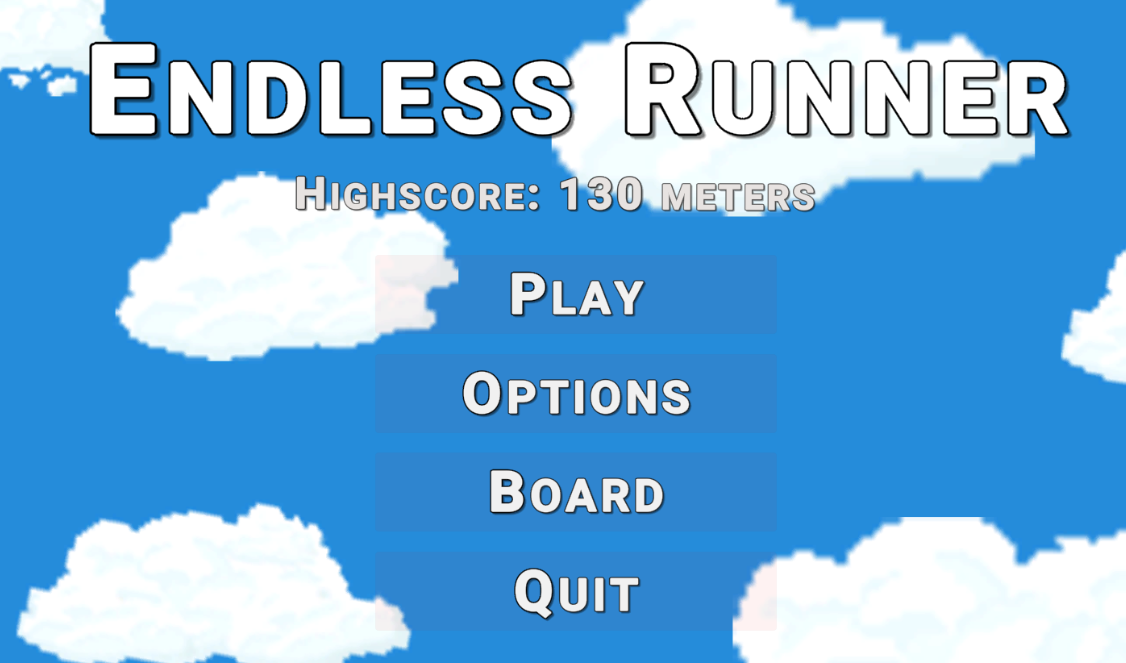 Endless Runner
Highscore: 130 meters
Play
Options
Board
Quit